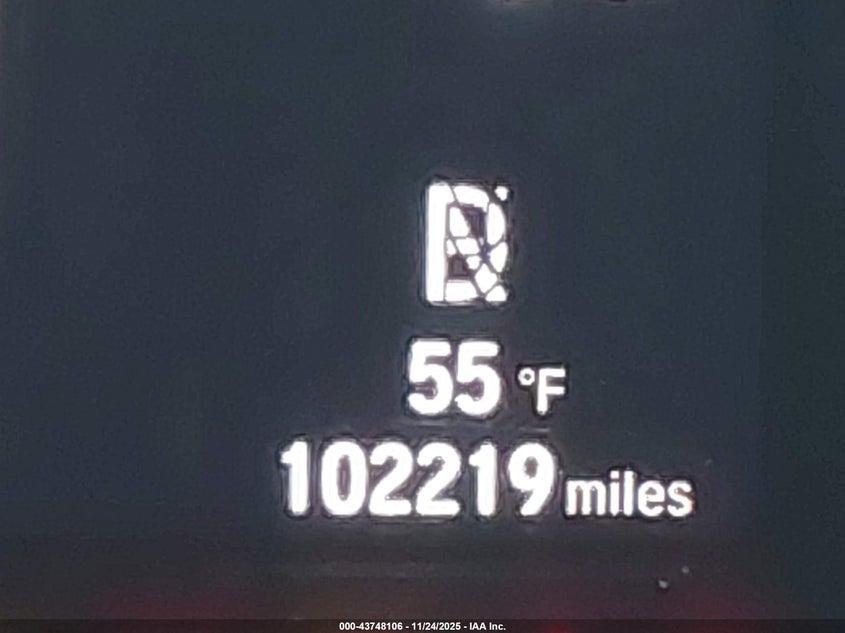 55 °F
102219 miles
000-43748106 - 11/24/2025 - IAA Inc.